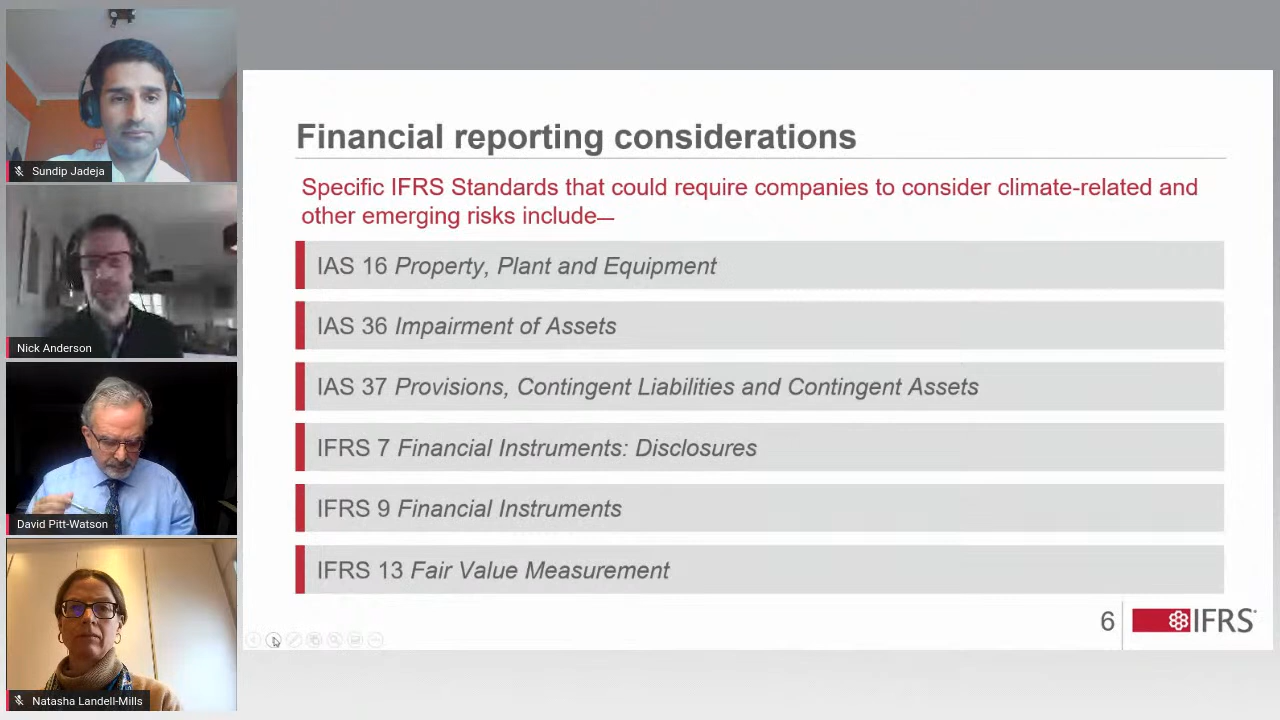 Sundip Jadeja
Nick Anderson
David Pitt-Watson
Natasha Landell-Mills
Financial reporting considerations
Specific IFRS Standards that could require companies to consider climate-related and
other emerging risks include—
IAS 16 Property, Plant and Equipment
IAS 36 Impairment of Assets
IAS 37 Provisions, Contingent Liabilities and Contingent Assets
IFRS 7 Financial Instruments: Disclosures
IFRS 9 Financial Instruments
IFRS 13 Fair Value Measurement
6
IFRS